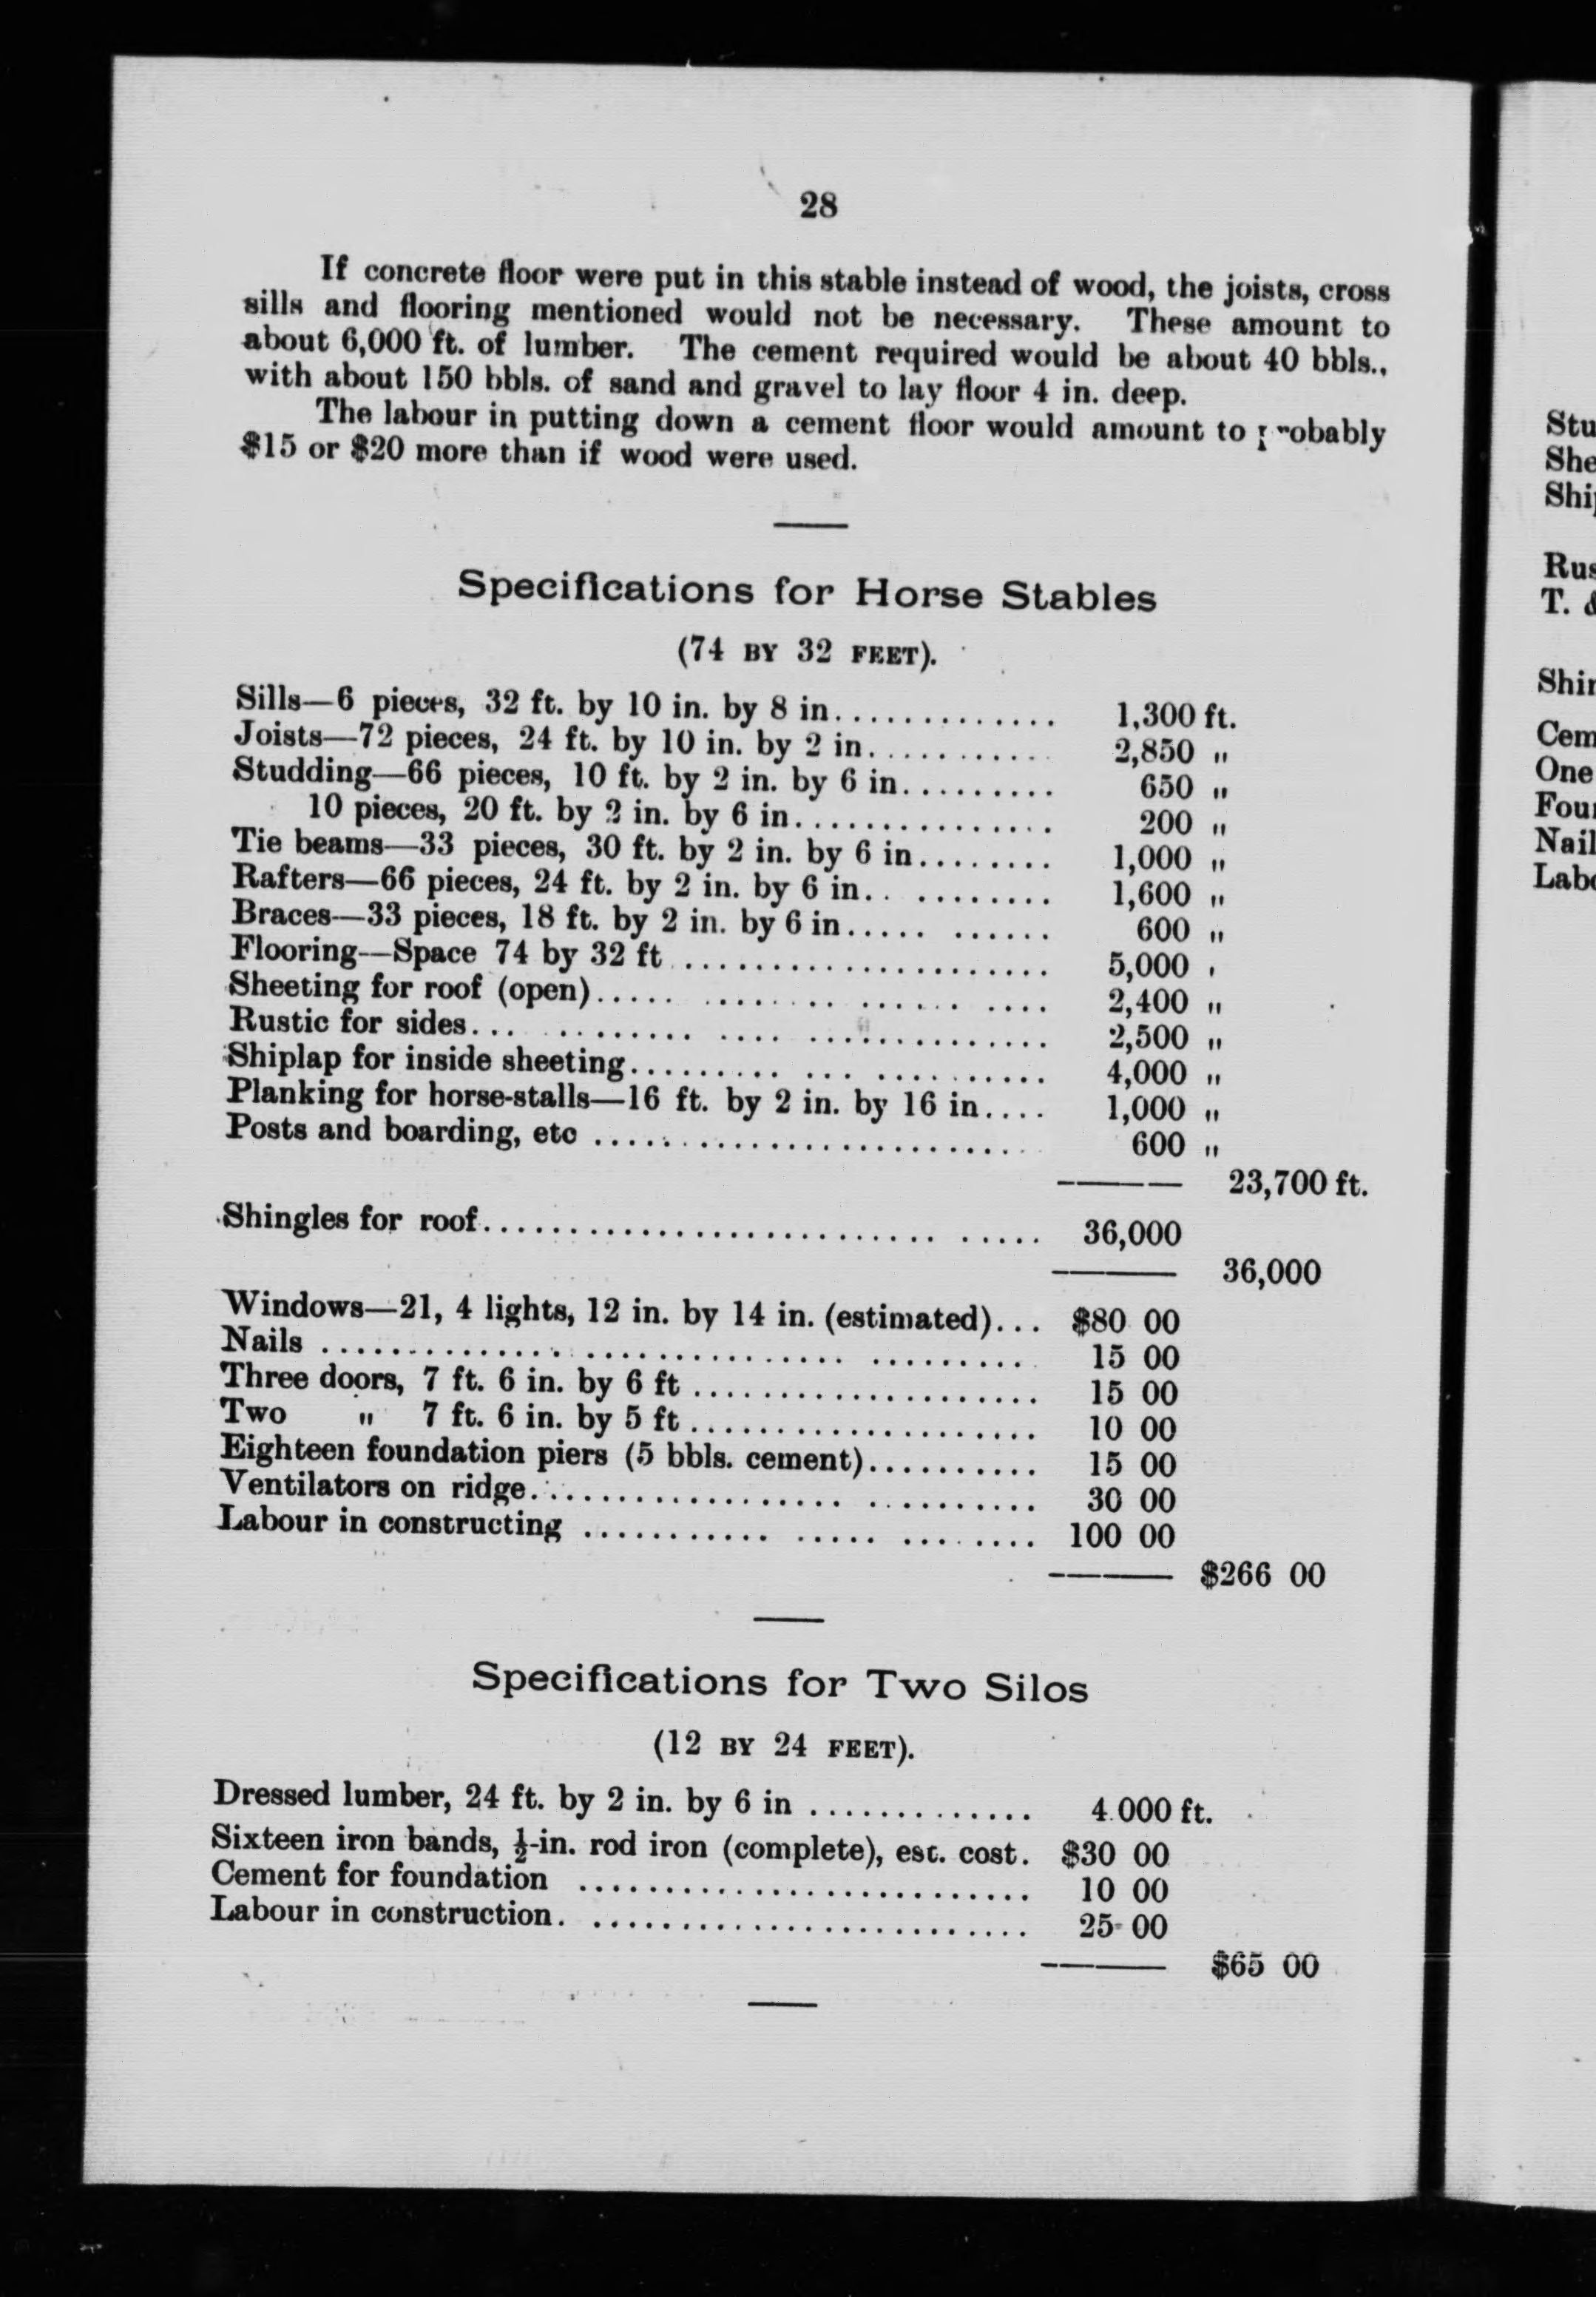 28
If concrete floor were put in this stable instead of wood, the joists, cross
sills and flooring mentioned would not be necessary. These amount to
about 6,000 ft. of lumber. The cement required would be about 40 bbls.,
with about 150 bbls. of sand and gravel to lay floor 4 in. deep.
The labour in putting down a cement floor would amount to probably
$15 or $20 more than if wood were used.
Specifications for Horse Stables
(74 BY 32 FEET).
Sills—6 pieces, 32 ft. by 10 in. by 8 in............. 1,300 ft.
Joists—72 pieces, 24 ft. by 10 in. by 2 in........... 2,850 "
Studding—66 pieces, 10 ft. by 2 in. by 6 in......... 650 "
10 pieces, 20 ft. by 2 in. by 6 in............... 200 "
Tie beams—33 pieces, 30 ft. by 2 in. by 6 in........ 1,000 "
Rafters—66 pieces, 24 ft. by 2 in. by 6 in.. ......... 1,600 "
Braces—33 pieces, 18 ft. by 2 in. by 6 in..... ...... 600 "
Flooring—Space 74 by 32 ft ...................... 5,000 '
Sheeting for roof (open)..... ........ ...... .... 2,400 "
Rustic for sides... ......... .... ............... 2,500 "
Shiplap for inside sheeting......... ... .......... 4,000 "
Planking for horse-stalls—16 ft. by 2 in. by 16 in.... 1,000 "
Posts and boarding, etc .......................... 600 "
23,700 ft.
Shingles for roof............................ ..... 36,000
36,000
Windows—21, 4 lights, 12 in. by 14 in. (estimated)... $80 00
Nails ............. .............. ......... 15 00
Three doors, 7 ft. 6 in. by 6 ft .................... 15 00
Two " 7 ft. 6 in. by 5 ft .................... 10 00
Eighteen foundation piers (5 bbls. cement).......... 15 00
Ventilators on ridge................... .......... 30 00
Labour in constructing ........... ..... ........ 100 00
$266 00
Specifications for Two Silos
(12 BY 24 FEET).
Dressed lumber, 24 ft. by 2 in. by 6 in ............. 4.000 ft.
Sixteen iron bands, ½-in. rod iron (complete), est. cost. $30 00
Cement for foundation .......................... 10 00
Labour in construction. ......................... 25 00
$65 00
Stu
She
Shi
Rus
T. &
Shin
Cem
One
Four
Nail
Labo